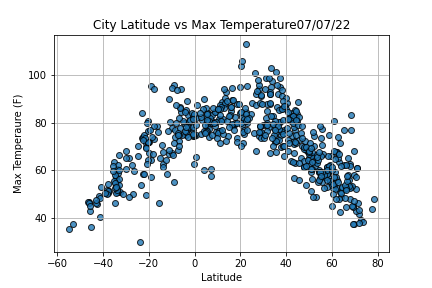 City Latitude vs Max Temperature07/07/22
Max Temperaure (F)
100
80
60
40
−60 −40 −20 0 20 40 60 80
Latitude